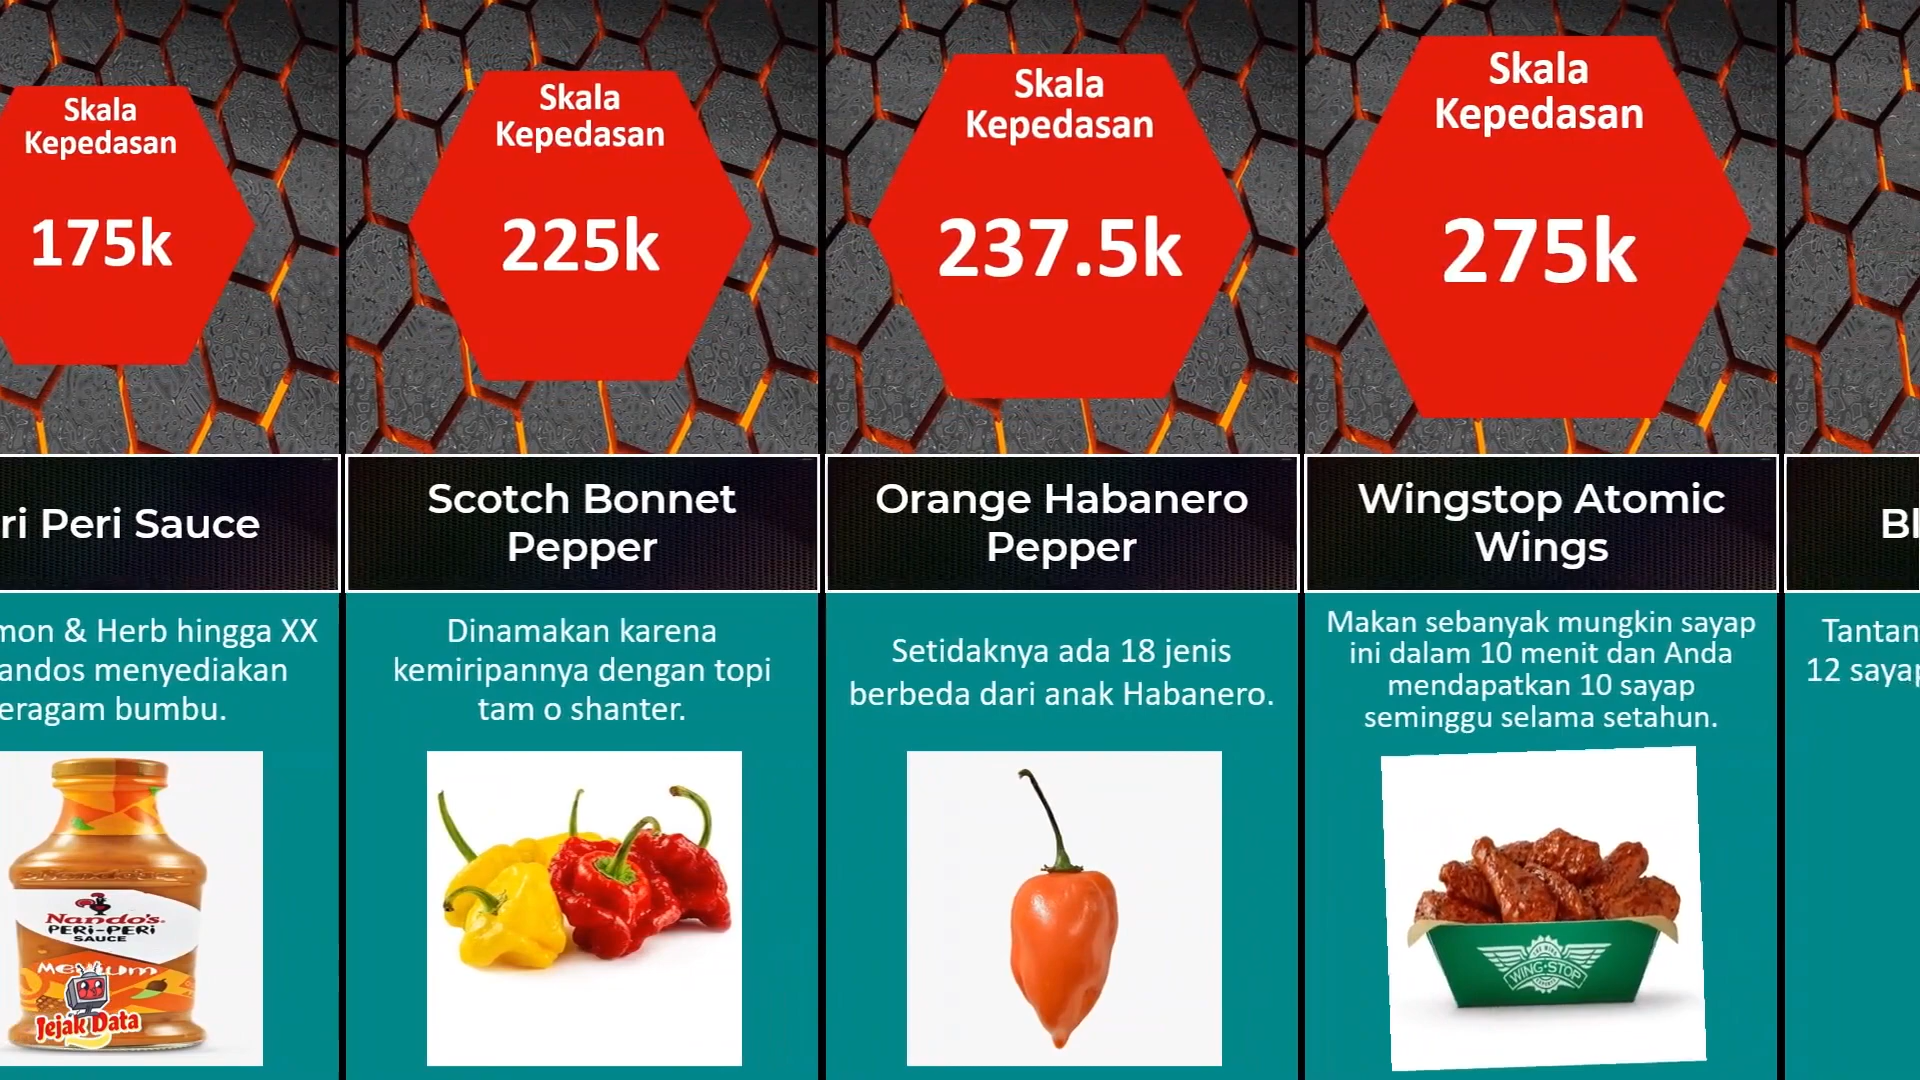 Skala
Kepedasan
175k
ri Peri Sauce
mon & Herb hingga XX
andos menyediakan
eragam bumbu.
Nando's
PERi-PERi
SAUCE
Jejak Data
Skala
Kepedasan
225k
Scotch Bonnet
Pepper
Dinamakan karena
kemiripannya dengan topi
tam o shanter.
Skala
Kepedasan
237.5k
Orange Habanero
Pepper
Setidaknya ada 18 jenis
berbeda dari anak Habanero.
Skala
Kepedasan
275k
Wingstop Atomic
Wings
Makan sebanyak mungkin sayap
ini dalam 10 menit dan Anda
mendapatkan 10 sayap
seminggu selama setahun.
WING·STOP
Bl
Tantan
12 sayap